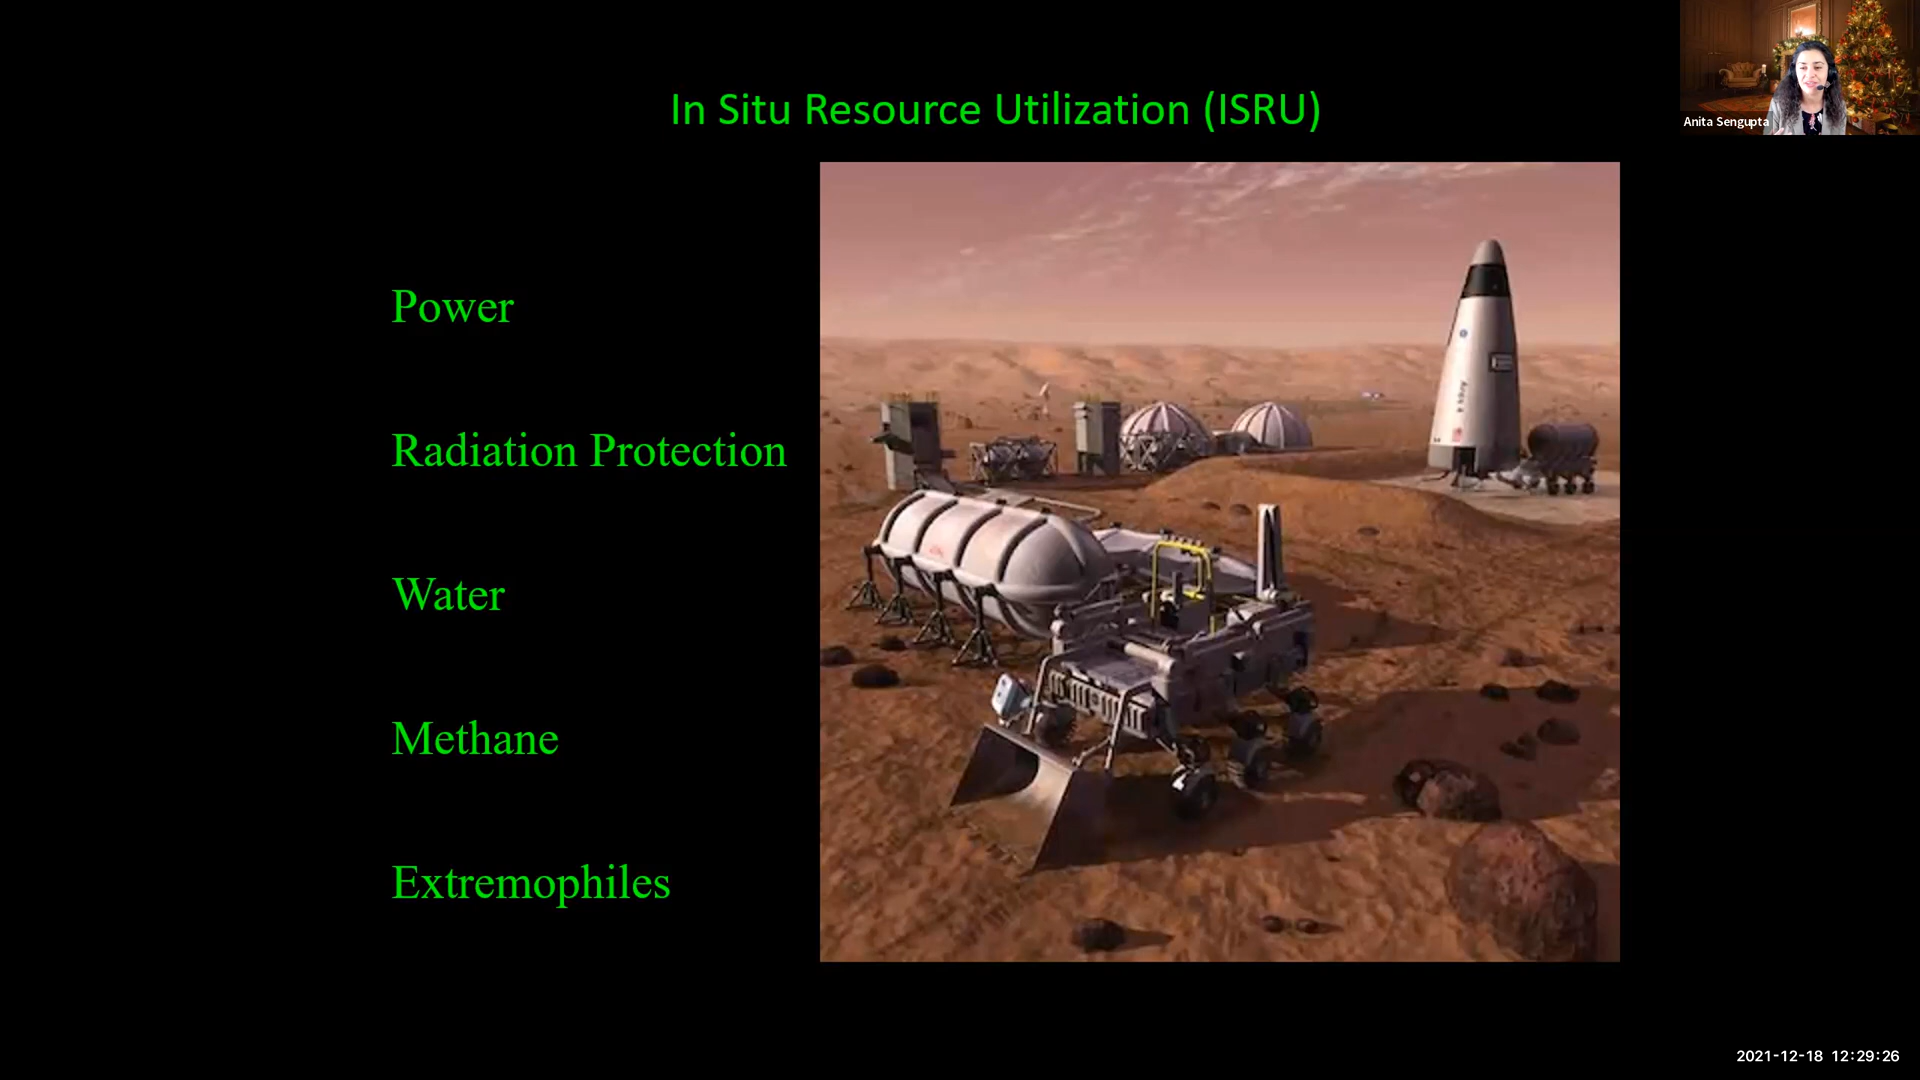 In Situ Resource Utilization (ISRU)
Anita Sengupta
Power
Radiation Protection
Water
Methane
Extremophiles
2021-12-18 12:29:26